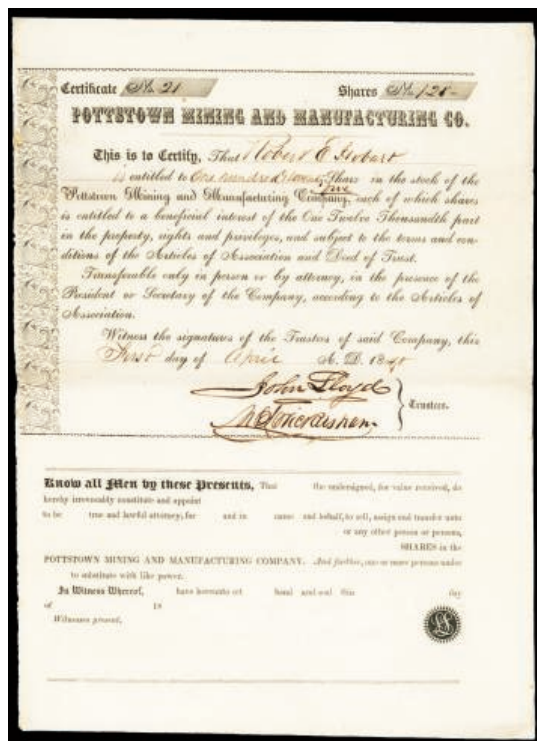 Certificate No. 21 Shares No. 125-
POTTSTOWN MINING AND MANUFACTURING CO.
This is to Certify, That Robert E Hobart
is entitled to One hundred & twenty Share in the stock of the
five
Pottstown Mining and Manufacturing Company, each of which shares
is entitled to a beneficial interest of the One Twelve Thousandth part
in the property, rights and privileges, and subject to the terms and con-
ditions of the Articles of Association and Deed of Trust.
Transferable only in person or by attorney, in the presence of the
President or Secretary of the Company, according to the Articles of
Association.
Witness the signatures of the Trustees of said Company, this
First day of April A. D. 18
John Lloyd
Trustees.
Know all Men by these Presents, That the undersigned, for value received, do
hereby irrevocably constitute and appoint
to be true and lawful attorney, for and in name and behalf, to sell, assign and transfer unto
or any other person or persons,
SHARES in the
POTTSTOWN MINING AND MANUFACTURING COMPANY. And further, one or more persons under
to substitute with like power.
In Witness Whereof, have hereunto set hand and seal this day
of 18
Witnesses present,
LS